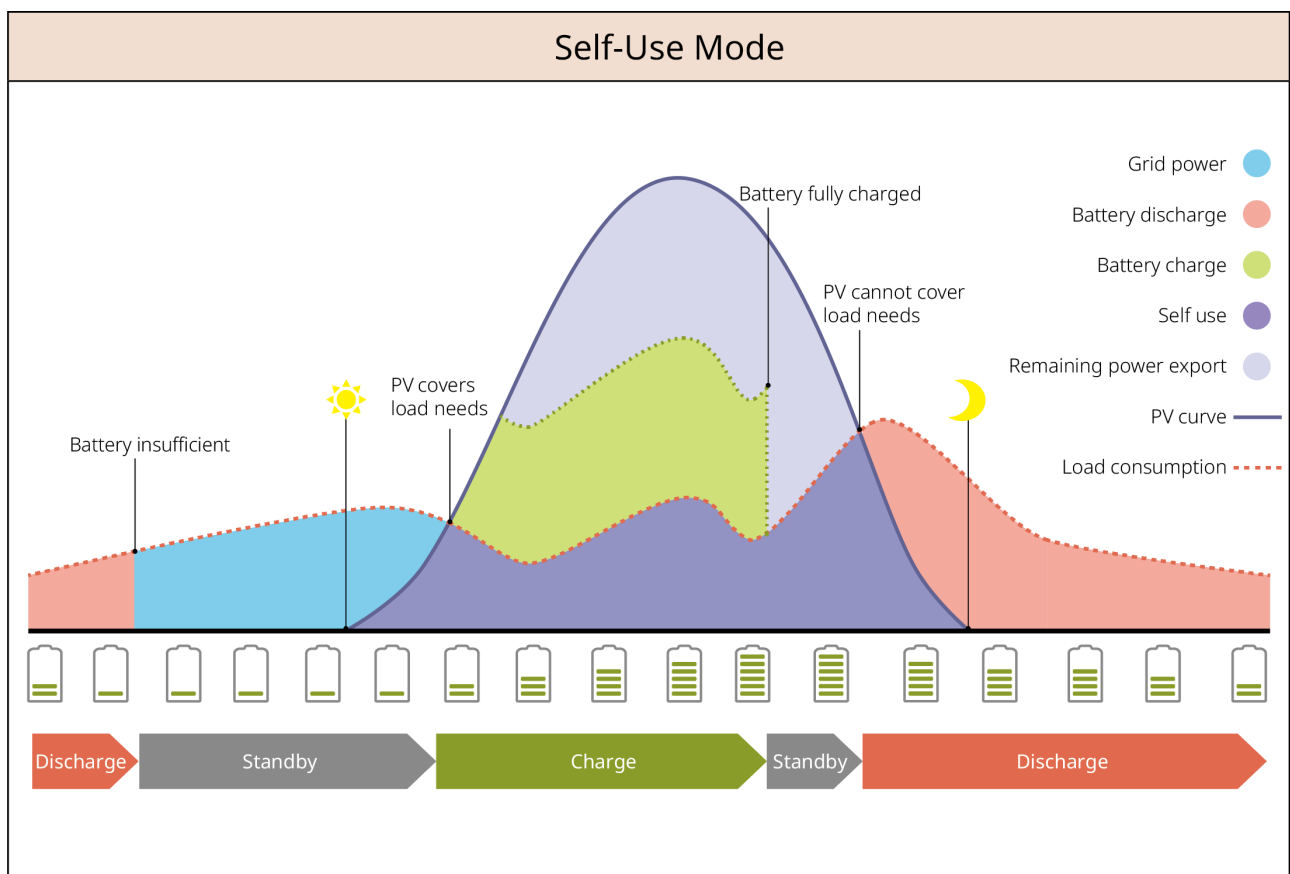 Self-Use Mode
Battery fully charged
Grid power
Battery discharge
Battery charge
PV cannot cover
load needs
Self use
Remaining power export
PV covers
load needs
PV curve
Battery insufficient
Load consumption
Discharge
Standby
Charge
Standby
Discharge